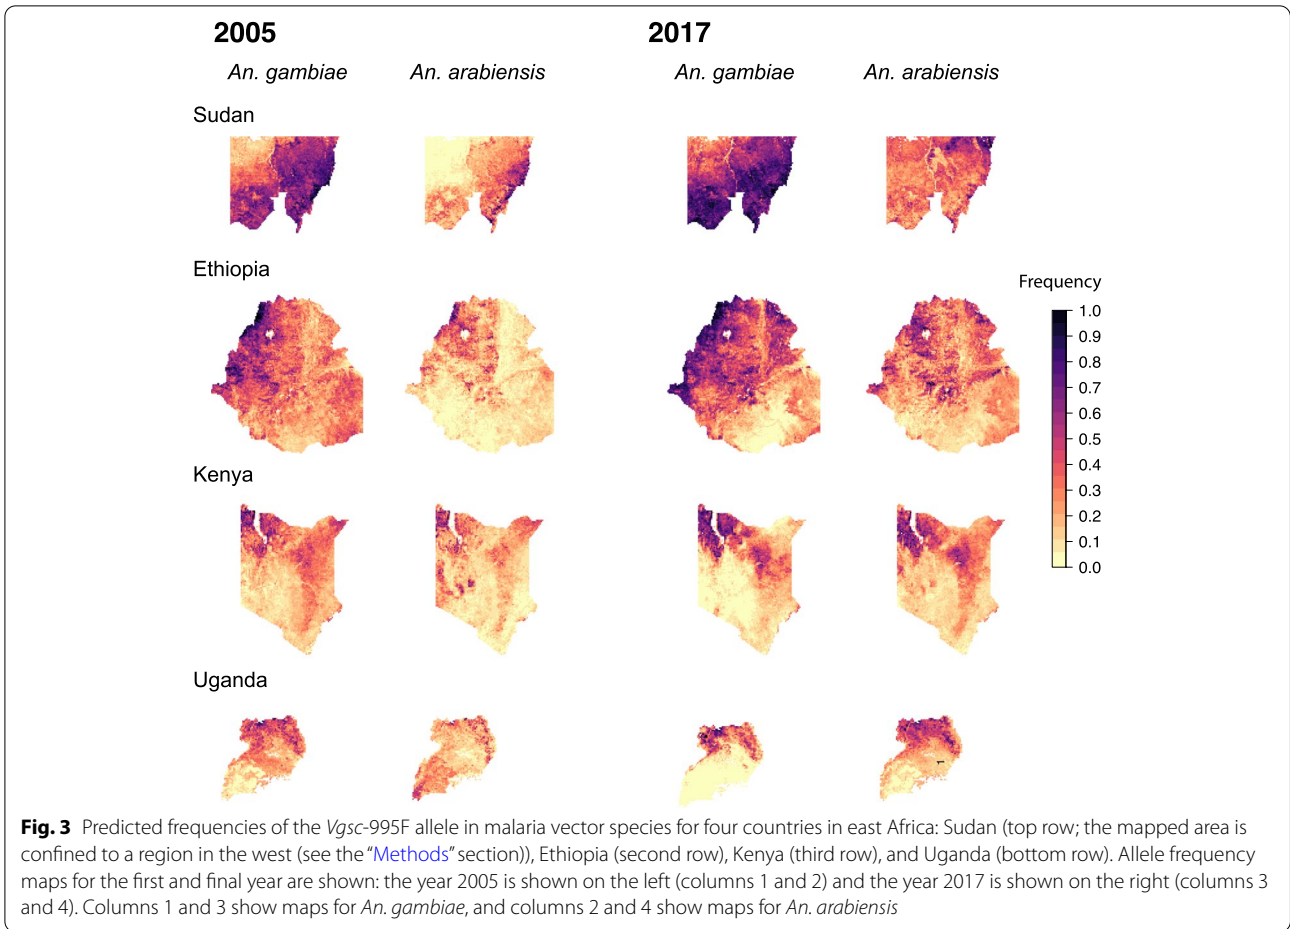 2005
2017
An. gambiae
An. arabiensis
An. gambiae
An. arabiensis
Sudan
Ethiopia
Frequency
1.0
0.9
0.8
0.7
0.6
0.5
0.4
0.3
0.2
0.1
0.0
Kenya
Uganda
1
Fig. 3 Predicted frequencies of the Vgsc-995F allele in malaria vector species for four countries in east Africa: Sudan (top row; the mapped area is
confined to a region in the west (see the “Methods” section)), Ethiopia (second row), Kenya (third row), and Uganda (bottom row). Allele frequency
maps for the first and final year are shown: the year 2005 is shown on the left (columns 1 and 2) and the year 2017 is shown on the right (columns 3
and 4). Columns 1 and 3 show maps for An. gambiae, and columns 2 and 4 show maps for An. arabiensis